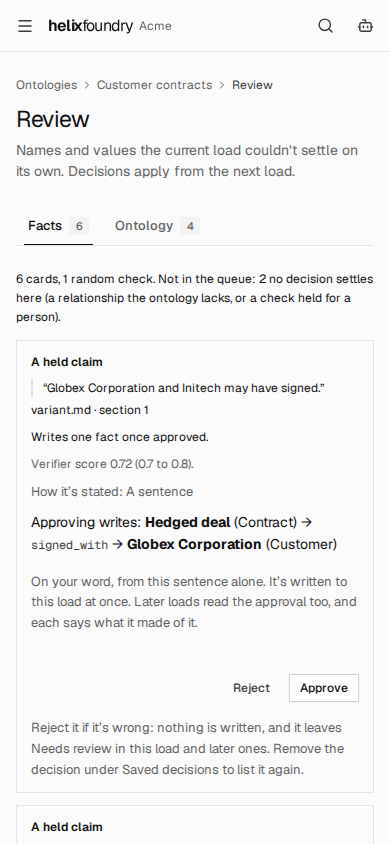 helixfoundry Acme
Ontologies > Customer contracts > Review
Review
Names and values the current load couldn't settle on
its own. Decisions apply from the next load.
Facts 6 Ontology 4
6 cards, 1 random check. Not in the queue: 2 no decision settles
here (a relationship the ontology lacks, or a check held for a
person).
A held claim
“Globex Corporation and Initech may have signed.”
variant.md · section 1
Writes one fact once approved.
Verifier score 0.72 (0.7 to 0.8).
How it's stated: A sentence
Approving writes: Hedged deal (Contract) →
signed_with → Globex Corporation (Customer)
On your word, from this sentence alone. It's written to
this load at once. Later loads read the approval too, and
each says what it made of it.
Reject Approve
Reject it if it's wrong: nothing is written, and it leaves
Needs review in this load and later ones. Remove the
decision under Saved decisions to list it again.
A held claim